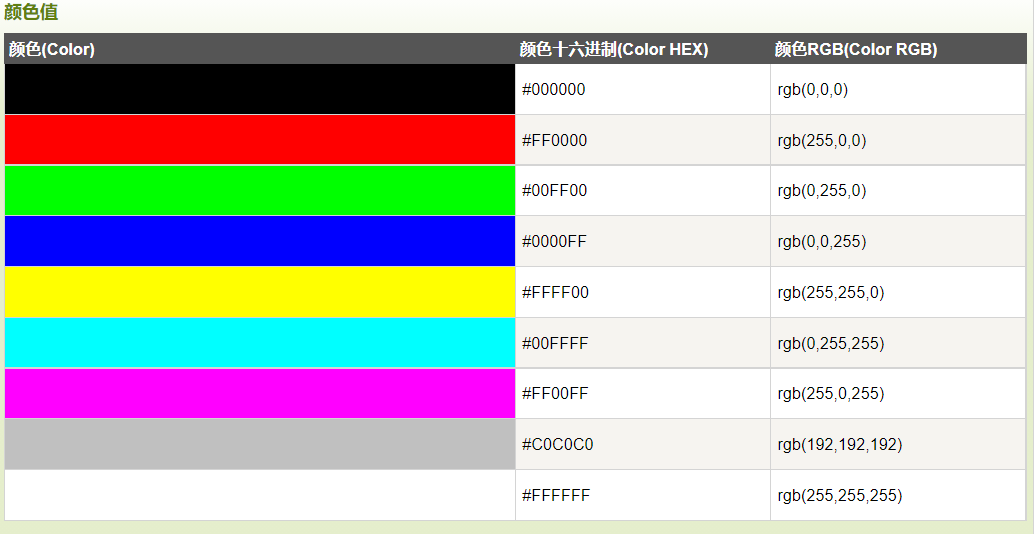 颜色值
颜色(Color) 颜色十六进制(Color HEX) 颜色RGB(Color RGB)
#000000 rgb(0,0,0)
#FF0000 rgb(255,0,0)
#00FF00 rgb(0,255,0)
#0000FF rgb(0,0,255)
#FFFF00 rgb(255,255,0)
#00FFFF rgb(0,255,255)
#FF00FF rgb(255,0,255)
#C0C0C0 rgb(192,192,192)
#FFFFFF rgb(255,255,255)